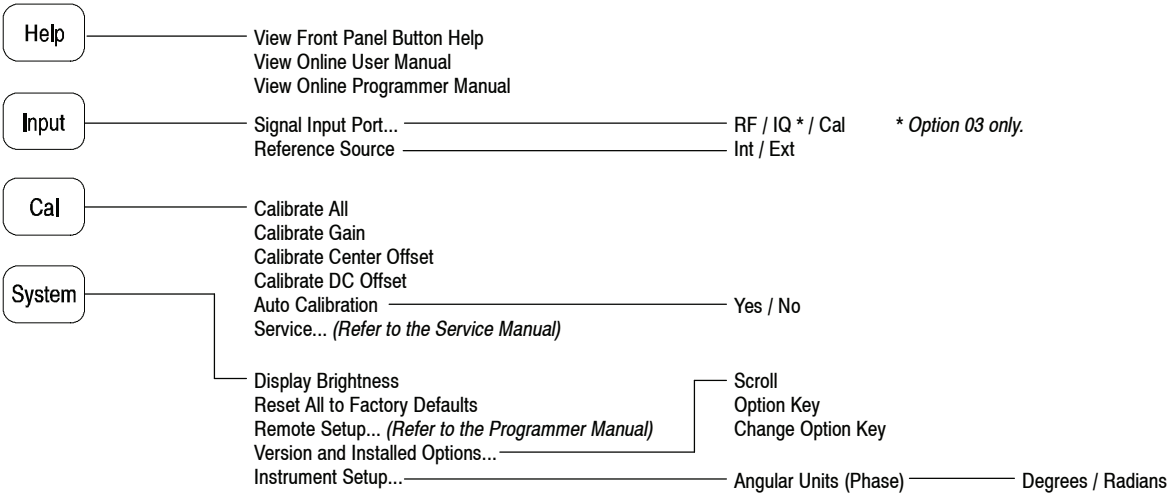 Help
View Front Panel Button Help
View Online User Manual
View Online Programmer Manual
Input
Signal Input Port... RF / IQ * / Cal * Option 03 only.
Reference Source Int / Ext
Cal
Calibrate All
Calibrate Gain
Calibrate Center Offset
Calibrate DC Offset
Auto Calibration Yes / No
Service... (Refer to the Service Manual)
System
Display Brightness
Reset All to Factory Defaults
Remote Setup... (Refer to the Programmer Manual)
Version and Installed Options...
Scroll
Option Key
Change Option Key
Instrument Setup... Angular Units (Phase) Degrees / Radians